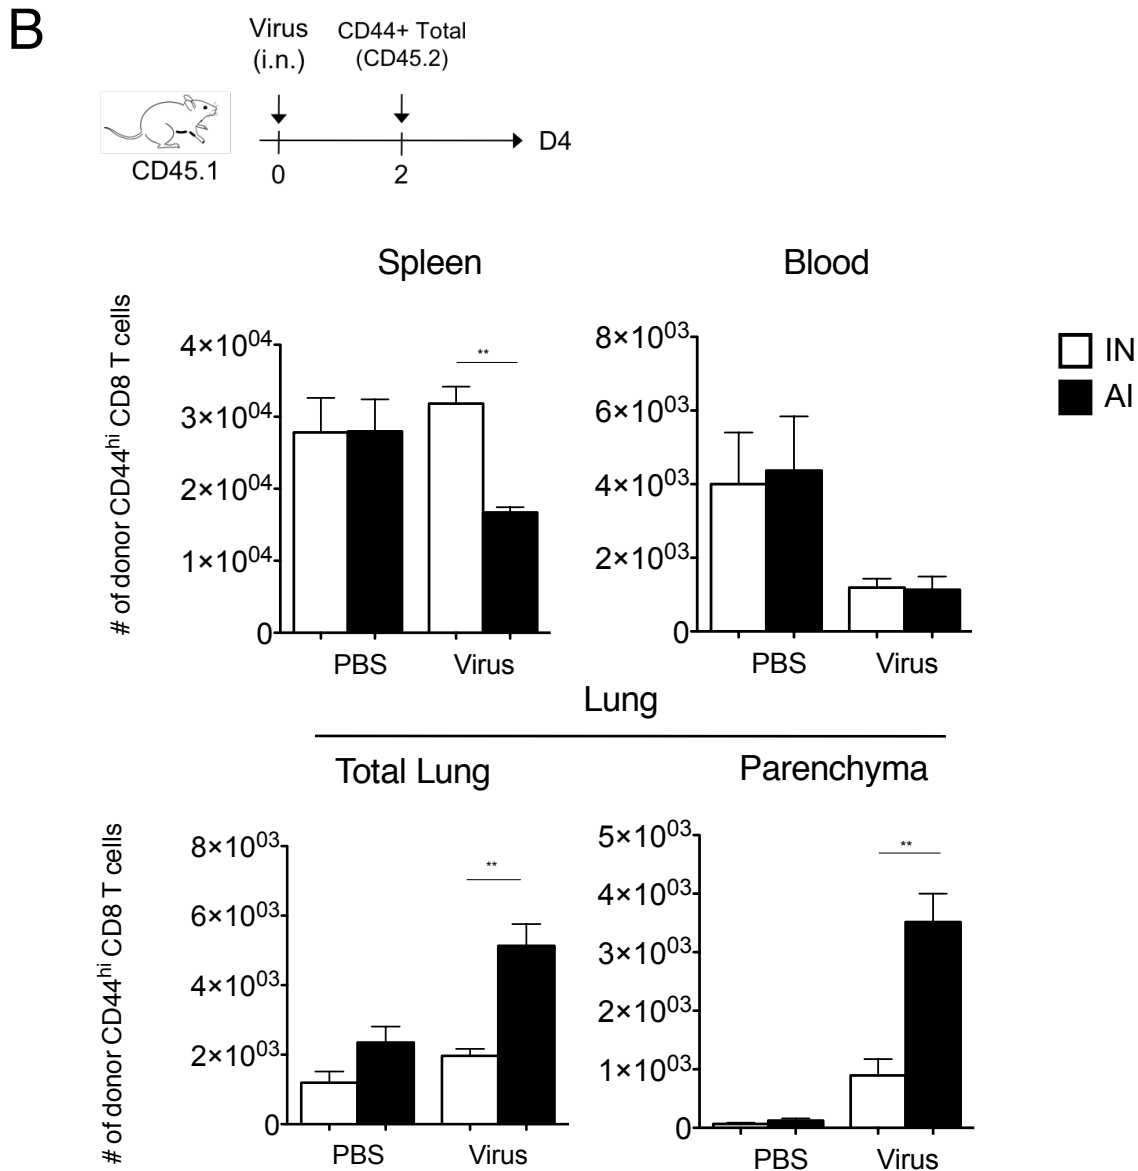 B
Virus
(i.n.)
CD44+ Total
(CD45.2)
D4
CD45.1
0
2
Spleen
Blood
# of donor CD44hi CD8 T cells
4×1004
3×1004
2×1004
1×1004
0
**
PBS
Virus
8×1003
6×1003
4×1003
2×1003
0
PBS
Virus
IN
AI
Lung
Total Lung
Parenchyma
# of donor CD44hi CD8 T cells
8×1003
6×1003
4×1003
2×1003
0
**
PBS
Virus
5×1003
4×1003
3×1003
2×1003
1×1003
0
**
PBS
Virus